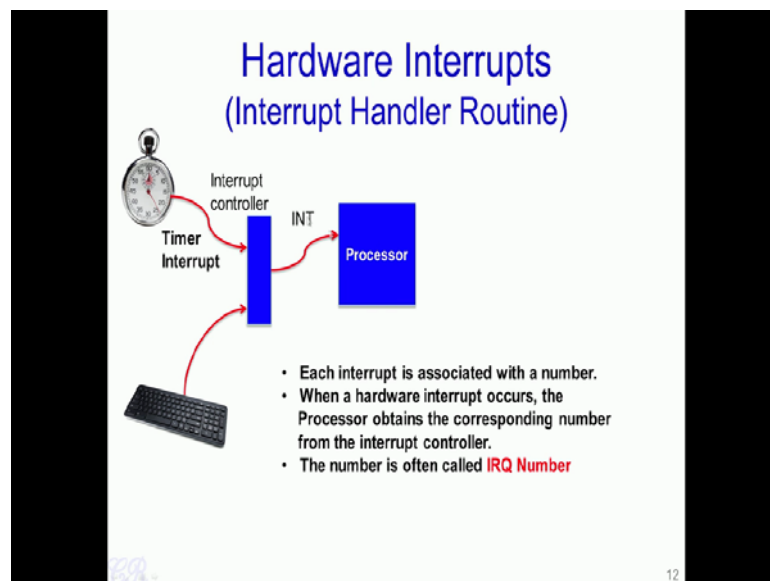 Hardware Interrupts
(Interrupt Handler Routine)
Interrupt
controller
INT
Timer
Interrupt
Processor
• Each interrupt is associated with a number.
• When a hardware interrupt occurs, the
Processor obtains the corresponding number
from the interrupt controller.
• The number is often called IRQ Number
12